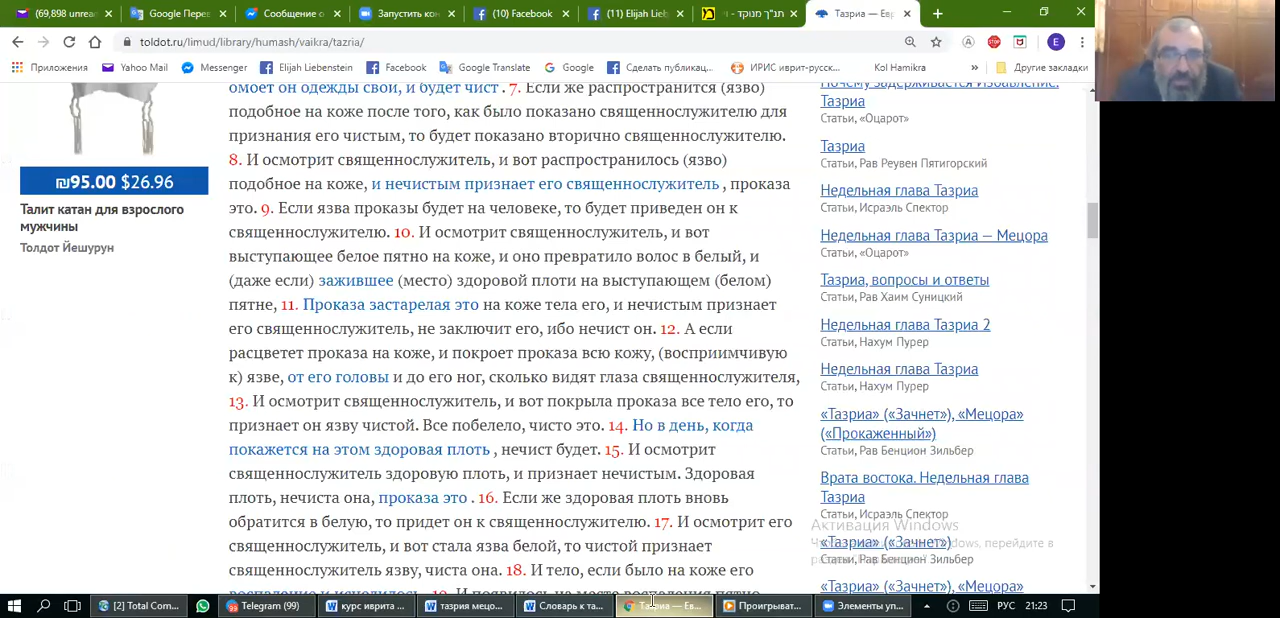 (69,898 unrea
Google Пере
Сообщение о
Запустить кон
(10) Facebook
(11) Elijah Lieb
תנ"ך מנוקד - וי
Тазриа — Евр
toldot.ru/limud/library/humash/vaikra/tazria/
Приложения
Yahoo Mail
Messenger
Elijah Liebenstein
Facebook
Google Translate
Google
Сделать публикац...
ИРИС иврит-русск...
Kol Hamikra
»
Другие закладки
₪95.00 $26.96
Талит катан для взрослого
мужчины
Толдот Йешурун
омоет он одежды свои, и будет чист . 7. Если же распространится (язво)
подобное на коже после того, как было показано священнослужителю для
признания его чистым, то будет показано вторично священнослужителю.
8. И осмотрит священнослужитель, и вот распространилось (язво)
подобное на коже, и нечистым признает его священнослужитель , проказа
это. 9. Если язва проказы будет на человеке, то будет приведен он к
священнослужителю. 10. И осмотрит священнослужитель, и вот
выступающее белое пятно на коже, и оно превратило волос в белый, и
(даже если) зажившее (место) здоровой плоти на выступающем (белом)
пятне, 11. Проказа застарелая это на коже тела его, и нечистым признает
его священнослужитель, не заключит его, ибо нечист он. 12. А если
расцветет проказа на коже, и покроет проказа всю кожу, (восприимчивую
к) язве, от его головы и до его ног, сколько видят глаза священнослужителя,
13. И осмотрит священнослужитель, и вот покрыла проказа все тело его, то
признает он язву чистой. Все побелело, чисто это. 14. Но в день, когда
покажется на этом здоровая плоть , нечист будет. 15. И осмотрит
священнослужитель здоровую плоть, и признает нечистым. Здоровая
плоть, нечиста она, проказа это . 16. Если же здоровая плоть вновь
обратится в белую, то придет он к священнослужителю. 17. И осмотрит его
священнослужитель, и вот стала язва белой, то чистой признает
священнослужитель язву, чиста она. 18. И тело, если было на коже его
Почему задерживается Избавление.
Тазриа
Статьи, «Оцарот»
Тазриа
Статьи, Рав Реувен Пятигорский
Недельная глава Тазриа
Статьи, Исраэль Спектор
Недельная глава Тазриа — Мецора
Статьи, «Оцарот»
Тазриа, вопросы и ответы
Статьи, Рав Хаим Суницкий
Недельная глава Тазриа 2
Статьи, Нахум Пурер
Недельная глава Тазриа
Статьи, Нахум Пурер
«Тазриа» («Зачнет»), «Мецора»
(«Прокаженный»)
Статьи, Рав Бенцион Зильбер
Врата востока. Недельная глава
Тазриа
Статьи, Исраэль Спектор
Активация Windows
«Тазриа» («Зачнет»)
перейдите в
Статьи, Рав Бенцион Зильбер
«Тазриа» («Зачнет»), «Мецора»
[2] Total Com...
Telegram (99)
курс иврита ...
тазрия мецо...
Словарь к та...
Тазриа — Ев...
Проигрыват...
Элементы уп...
РУС
21:23